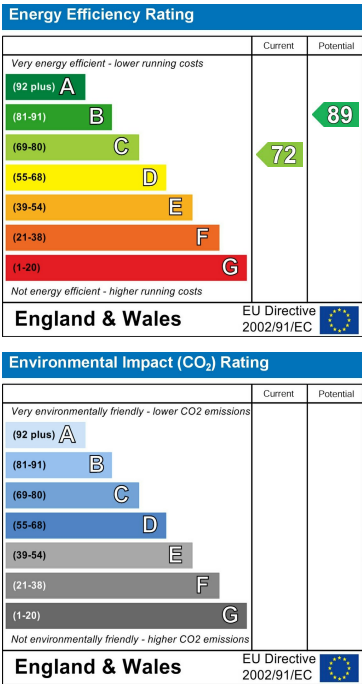 Energy Efficiency Rating
Current Potential
Very energy efficient - lower running costs
(92 plus) A
(81-91) B
89
(69-80) C
72
(55-68) D
(39-54) E
(21-38) F
(1-20) G
Not energy efficient - higher running costs
England & Wales
EU Directive
2002/91/EC
Environmental Impact (CO₂) Rating
Current Potential
Very environmentally friendly - lower CO2 emissions
(92 plus) A
(81-91) B
(69-80) C
(55-68) D
(39-54) E
(21-38) F
(1-20) G
Not environmentally friendly - higher CO2 emissions
England & Wales
EU Directive
2002/91/EC